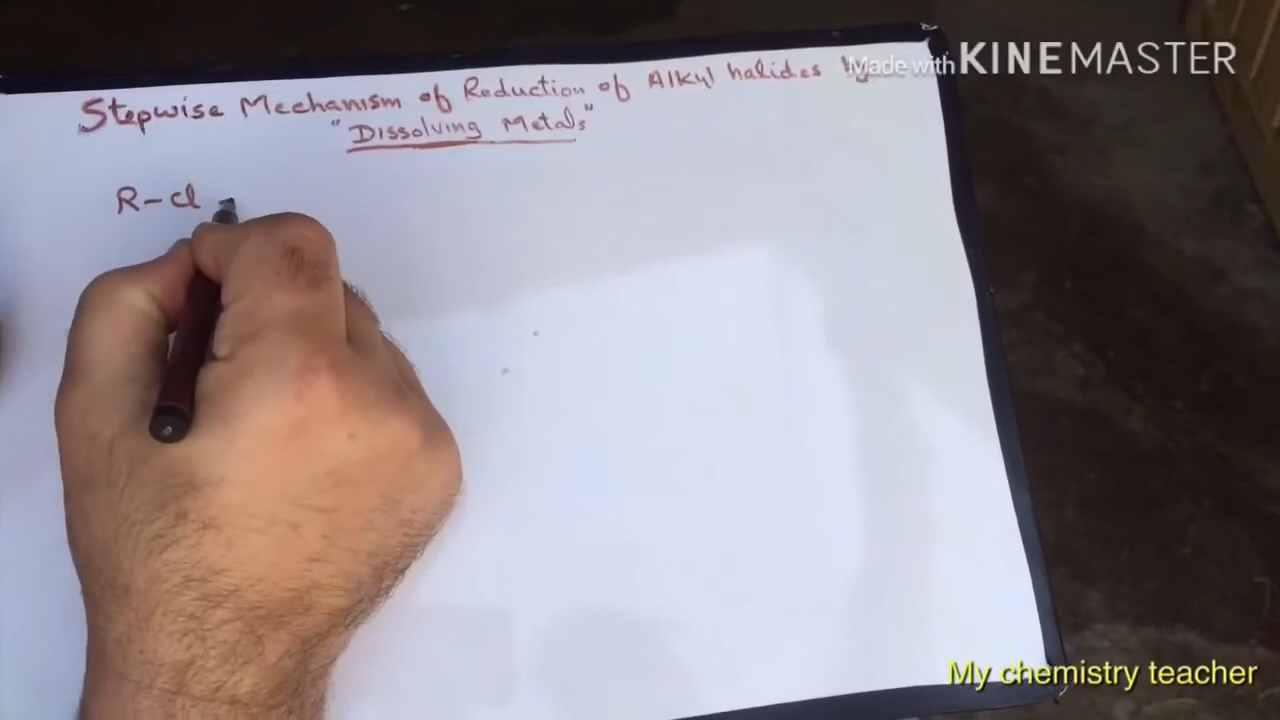 Made with KINEMASTER
Stepwise Mechanism of Reduction of Alkyl halides by
"Dissolving Metals"
R-Cl
My chemistry teacher